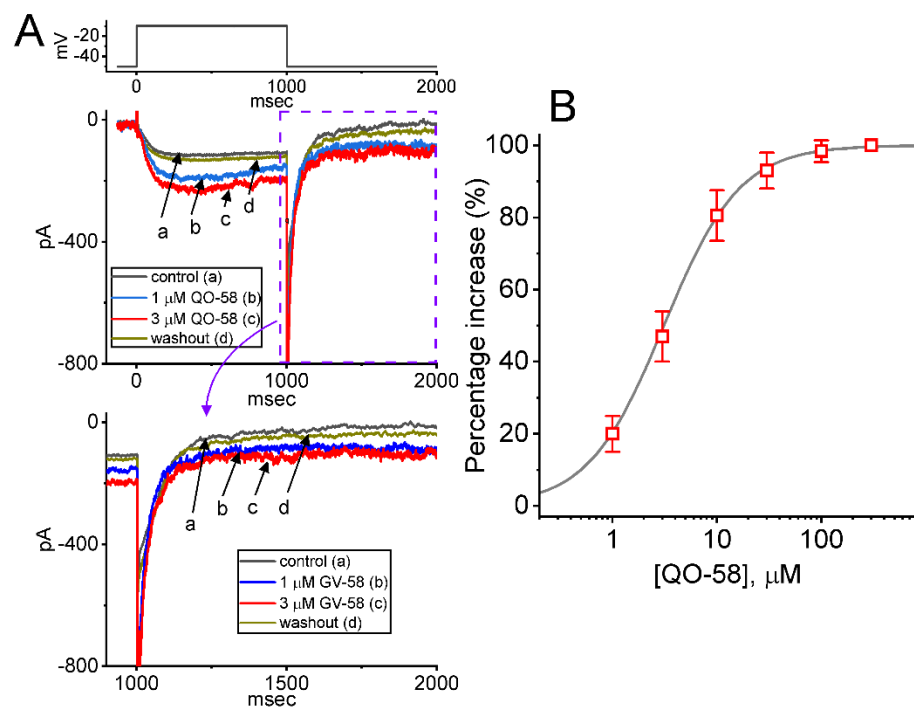 A
mV
-20
-40
0
1000
2000
msec
pA
0
-400
-800
a
b
c
d
control (a)
1 μM QO-58 (b)
3 μM QO-58 (c)
washout (d)
0
1000
2000
msec
pA
0
-400
-800
a
b
c
d
control (a)
1 μM GV-58 (b)
3 μM GV-58 (c)
washout (d)
1000
1500
2000
msec
B
Percentage increase (%)
100
80
60
40
20
0
1
10
100
[QO-58], μM